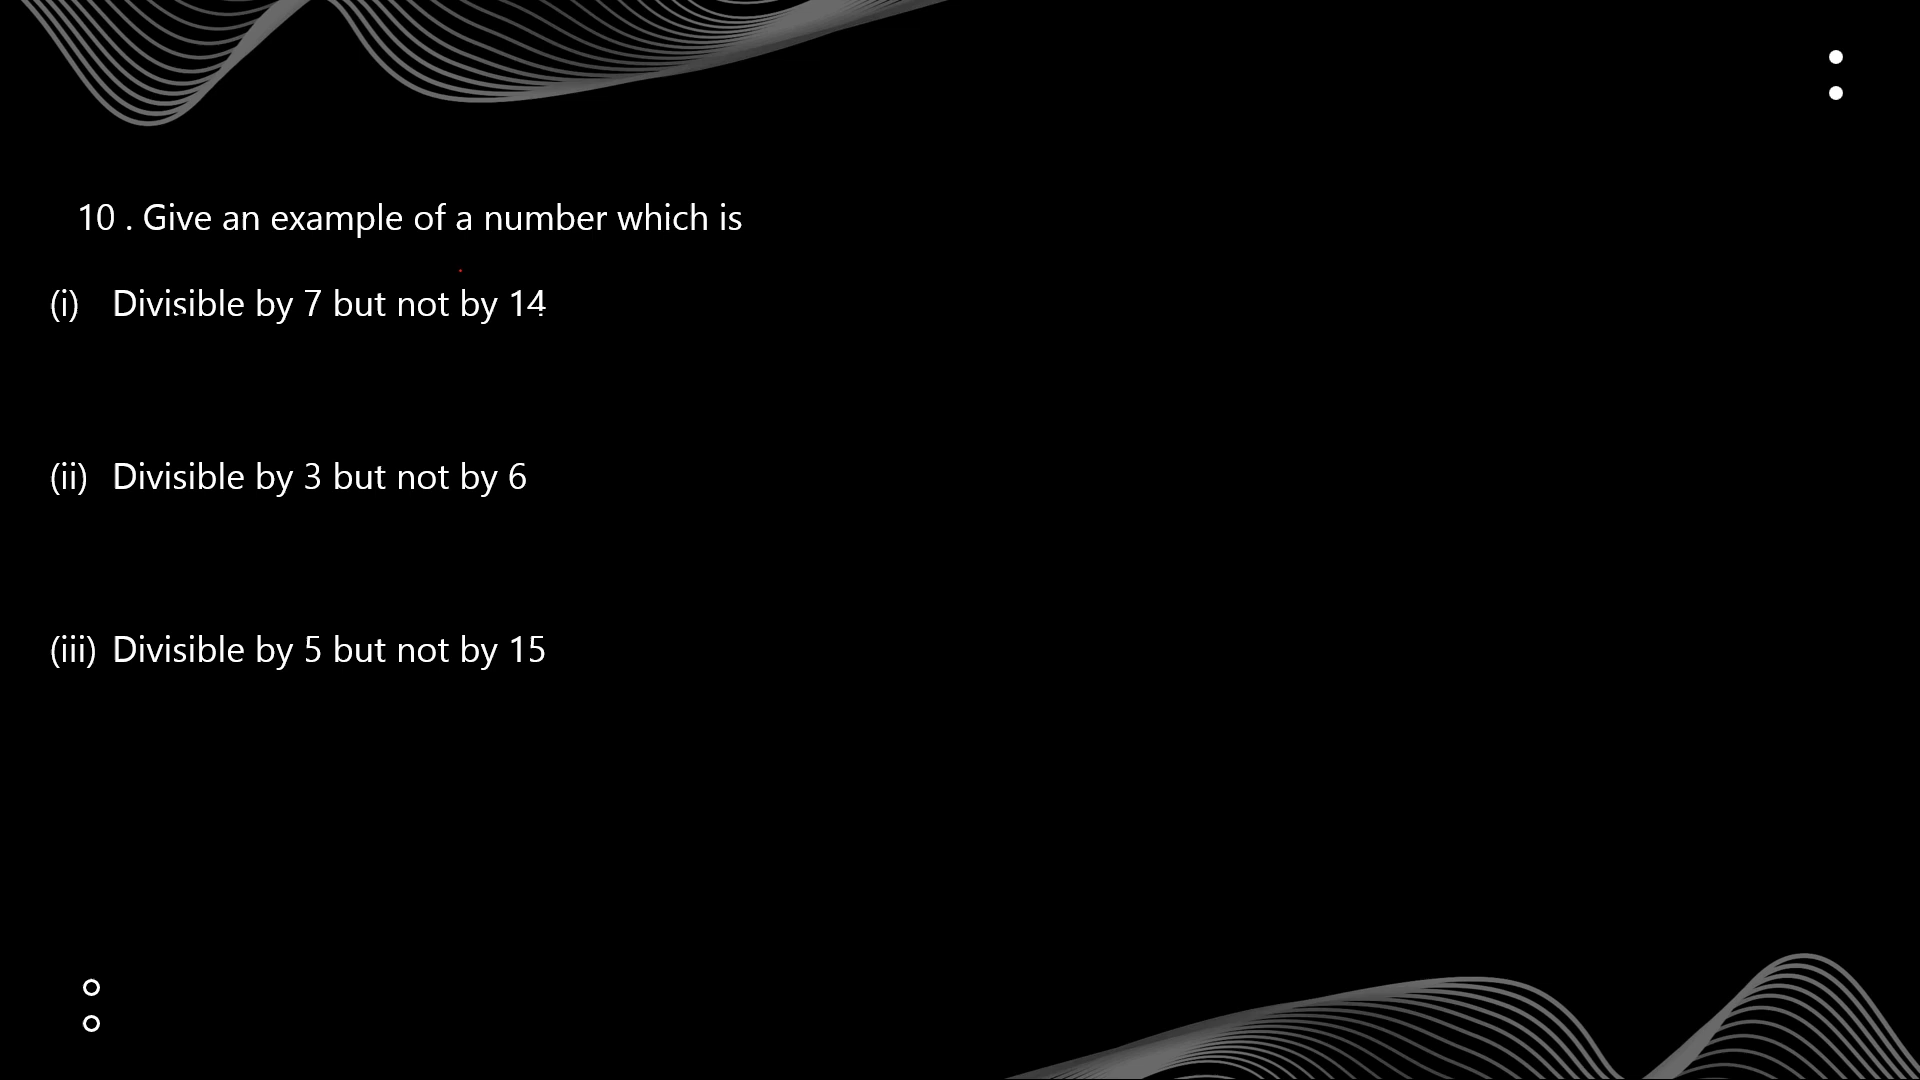 10 . Give an example of a number which is
(i) Divisible by 7 but not by 14
(ii) Divisible by 3 but not by 6
(iii) Divisible by 5 but not by 15